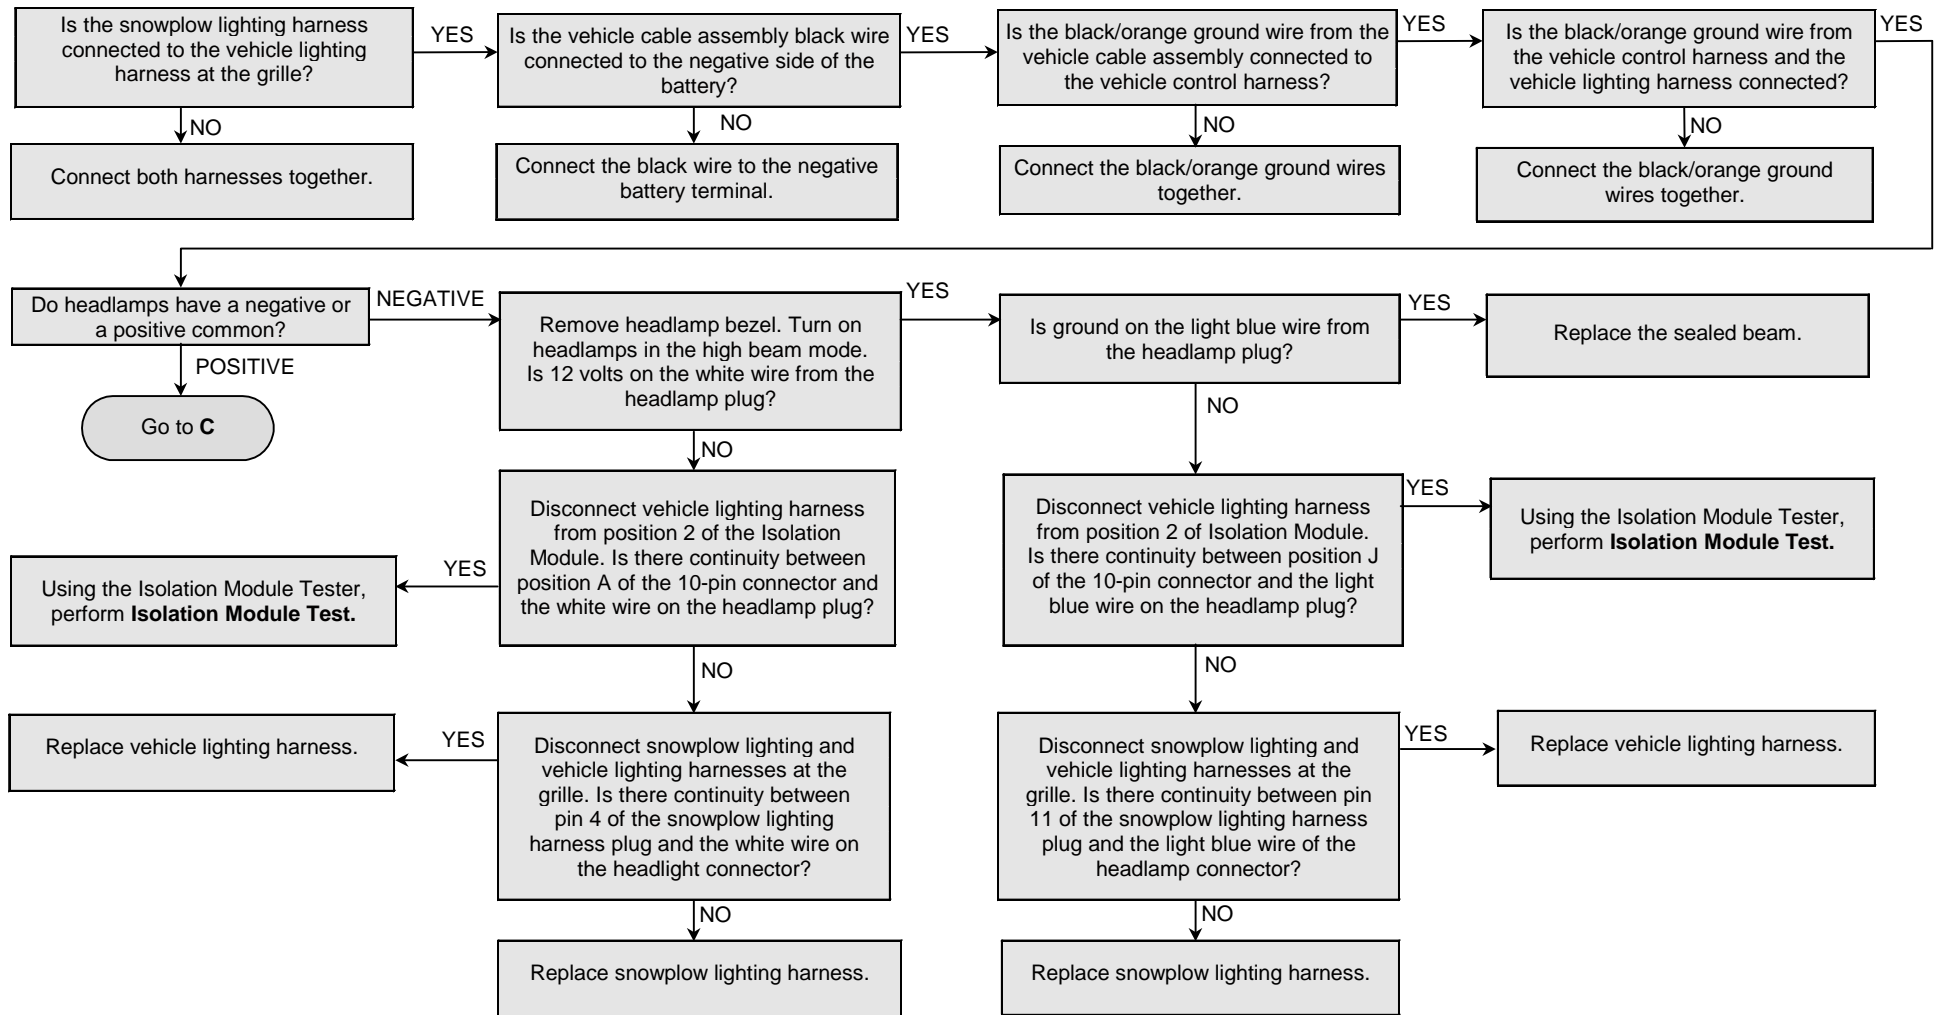 Is the snowplow lighting harness
connected to the vehicle lighting
harness at the grille?
YES
Is the vehicle cable assembly black wire
connected to the negative side of the
battery?
YES
Is the black/orange ground wire from the
vehicle cable assembly connected to
the vehicle control harness?
YES
Is the black/orange ground wire from
the vehicle control harness and the
vehicle lighting harness connected?
YES
NO
NO
NO
NO
Connect both harnesses together.
Connect the black wire to the negative
battery terminal.
Connect the black/orange ground wires
together.
Connect the black/orange ground
wires together.
Do headlamps have a negative or
a positive common?
NEGATIVE
POSITIVE
Go to C
Remove headlamp bezel. Turn on
headlamps in the high beam mode.
Is 12 volts on the white wire from the
headlamp plug?
YES
Is ground on the light blue wire from
the headlamp plug?
YES
Replace the sealed beam.
NO
NO
Disconnect vehicle lighting harness
from position 2 of the Isolation
Module. Is there continuity between
position A of the 10-pin connector and
the white wire on the headlamp plug?
YES
Using the Isolation Module Tester,
perform Isolation Module Test.
Disconnect vehicle lighting harness
from position 2 of Isolation Module.
Is there continuity between position J
of the 10-pin connector and the light
blue wire on the headlamp plug?
YES
Using the Isolation Module Tester,
perform Isolation Module Test.
NO
NO
Replace vehicle lighting harness.
YES
Disconnect snowplow lighting and
vehicle lighting harnesses at the
grille. Is there continuity between
pin 4 of the snowplow lighting
harness plug and the white wire on
the headlight connector?
Disconnect snowplow lighting and
vehicle lighting harnesses at the
grille. Is there continuity between pin
11 of the snowplow lighting harness
plug and the light blue wire of the
headlamp connector?
YES
Replace vehicle lighting harness.
NO
NO
Replace snowplow lighting harness.
Replace snowplow lighting harness.